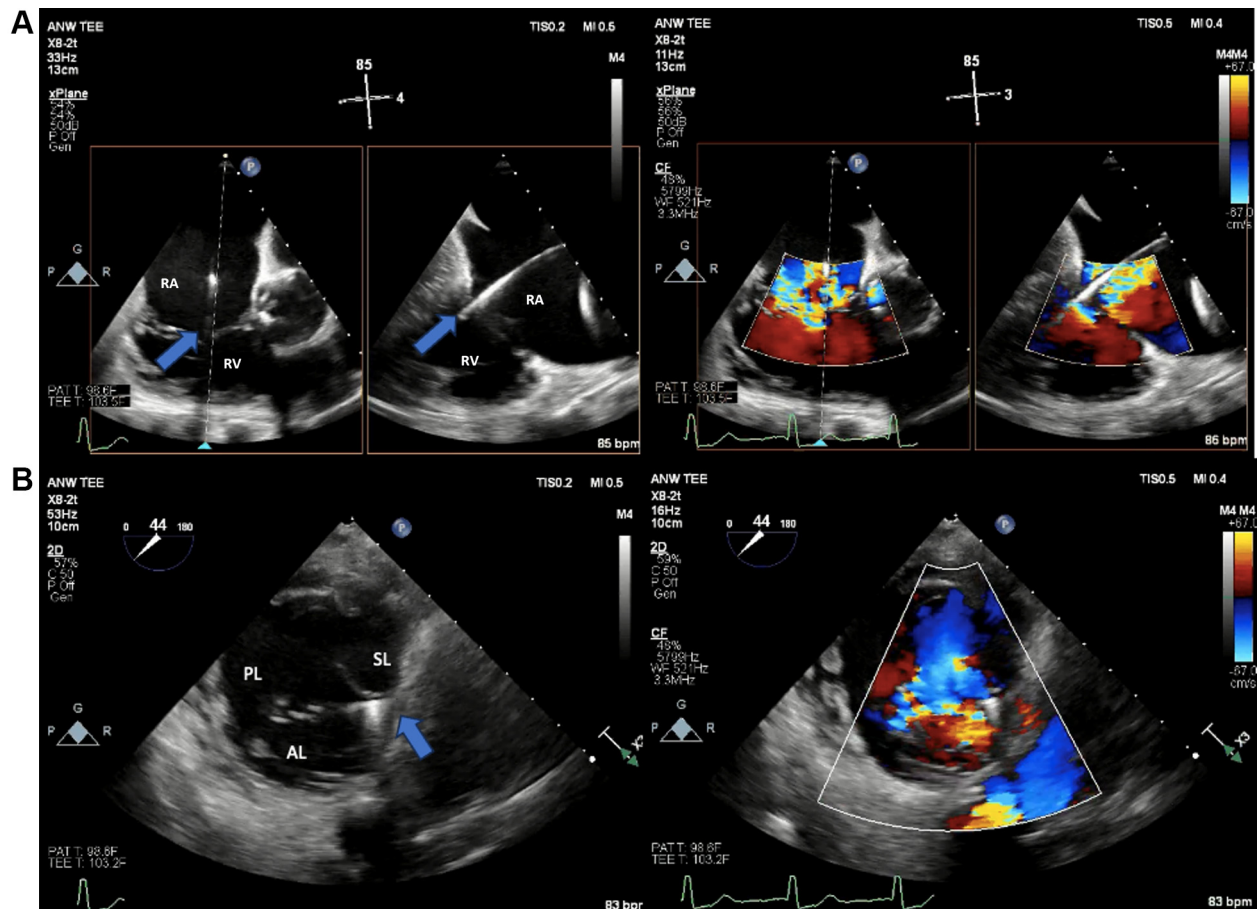 A
ANW TEE
X8-2t
33Hz
13cm
xPlane
54%
54%
50dB
P Off
Gen
TIS0.2 MI 0.5
M4
85
4
P
G
P R
RA
RV
RA
RV
PAT T: 98.6F
TEE T: 103.5F
85 bpm
ANW TEE
X8-2t
11Hz
13cm
xPlane
56%
56%
50dB
P Off
Gen
CF
48%
5799Hz
WF 521Hz
3.3MHz
TIS0.5 MI 0.4
M4M4
+67.0
-67.0
cm/s
85
3
P
G
P R
PAT T: 98.6F
TEE T: 103.5F
86 bpm
B
ANW TEE
X8-2t
53Hz
10cm
2D
57%
C 50
P Off
Gen
TIS0.2 MI 0.5
M4
0 44 180
P
G
P R
PL
SL
AL
X3
PAT T: 98.6F
TEE T: 103.2F
83 bpm
ANW TEE
X8-2t
16Hz
10cm
2D
59%
C 50
P Off
Gen
CF
48%
5799Hz
WF 521Hz
3.3MHz
TIS0.5 MI 0.4
M4 M4
+67.0
-67.0
cm/s
0 44 180
P
G
P R
X3
PAT T: 98.6F
TEE T: 103.2F
83 bpm